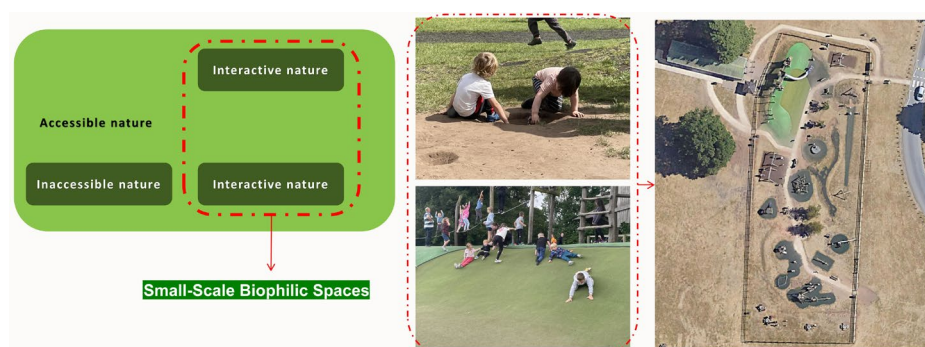 Interactive nature
Accessible nature
Inaccessible nature
Interactive nature
Small-Scale Biophilic Spaces